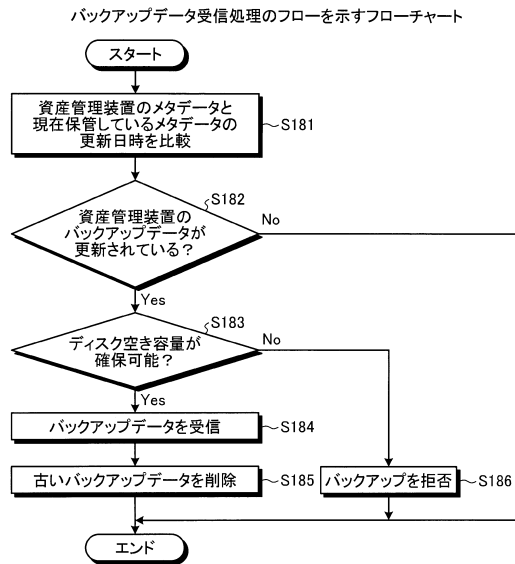 バックアップデータ受信処理のフローを示すフローチャート
スタート
資産管理装置のメタデータと
現在保管しているメタデータの
更新日時を比較
S181
S182
資産管理装置の
バックアップデータが
更新されている?
No
Yes
S183
ディスク空き容量が
確保可能?
No
Yes
バックアップデータを受信
S184
古いバックアップデータを削除
S185
バックアップを拒否
S186
エンド